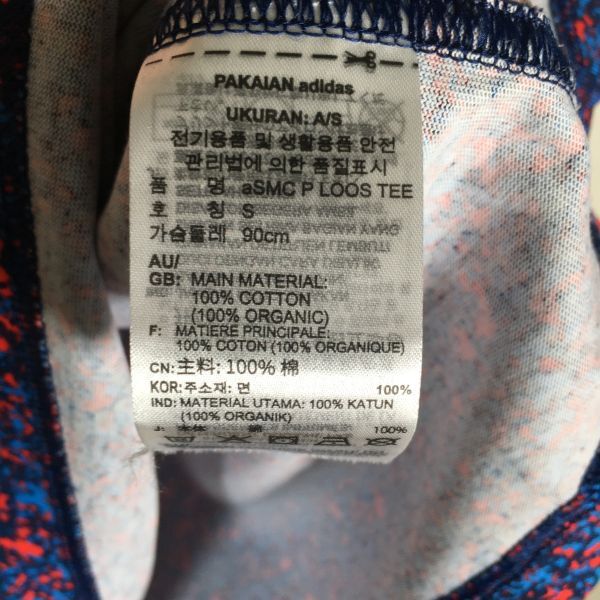 PAKAIAN adidas
UKURAN: A/S
전기용품 및 생활용품 안전
관리법에 의한 품질표시
품 명 aSMC P LOOS TEE
호 칭 S
가슴둘레 90cm
AU/
GB: MAIN MATERIAL:
100% COTTON
(100% ORGANIC)
F: MATIERE PRINCIPALE:
100% COTON (100% ORGANIQUE)
CN: 主料: 100% 棉
KOR: 주소재: 면 100%
IND: MATERIAL UTAMA: 100% KATUN
(100% ORGANIK)
J: 本体 綿 100%